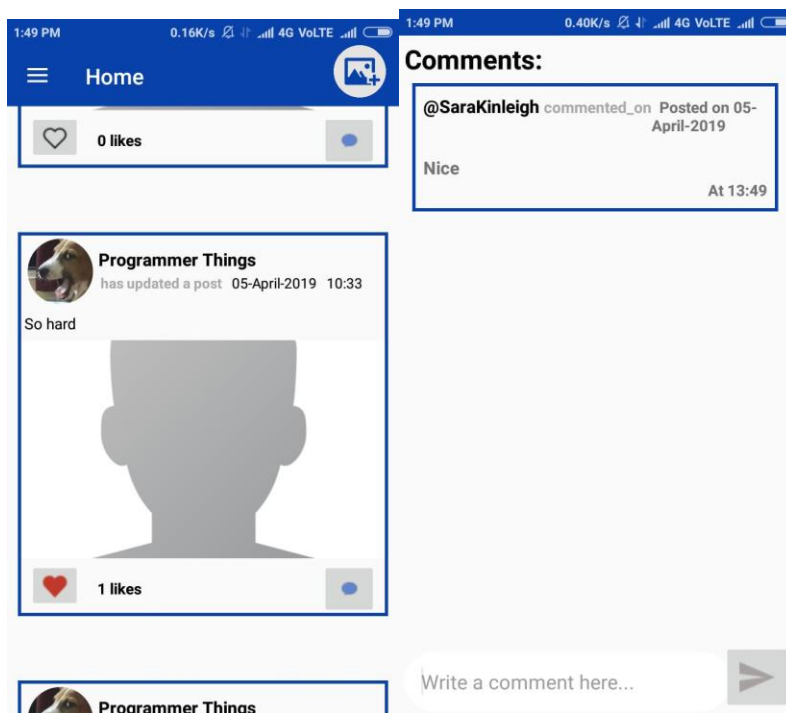 1:49 PM 0.16K/s 4G VoLTE
Home
0 likes
Programmer Things
has updated a post 05-April-2019 10:33
So hard
1 likes
Programmer Things
1:49 PM 0.40K/s 4G VoLTE
Comments:
@SaraKinleigh commented_on Posted on 05-
April-2019
Nice
At 13:49
Write a comment here...